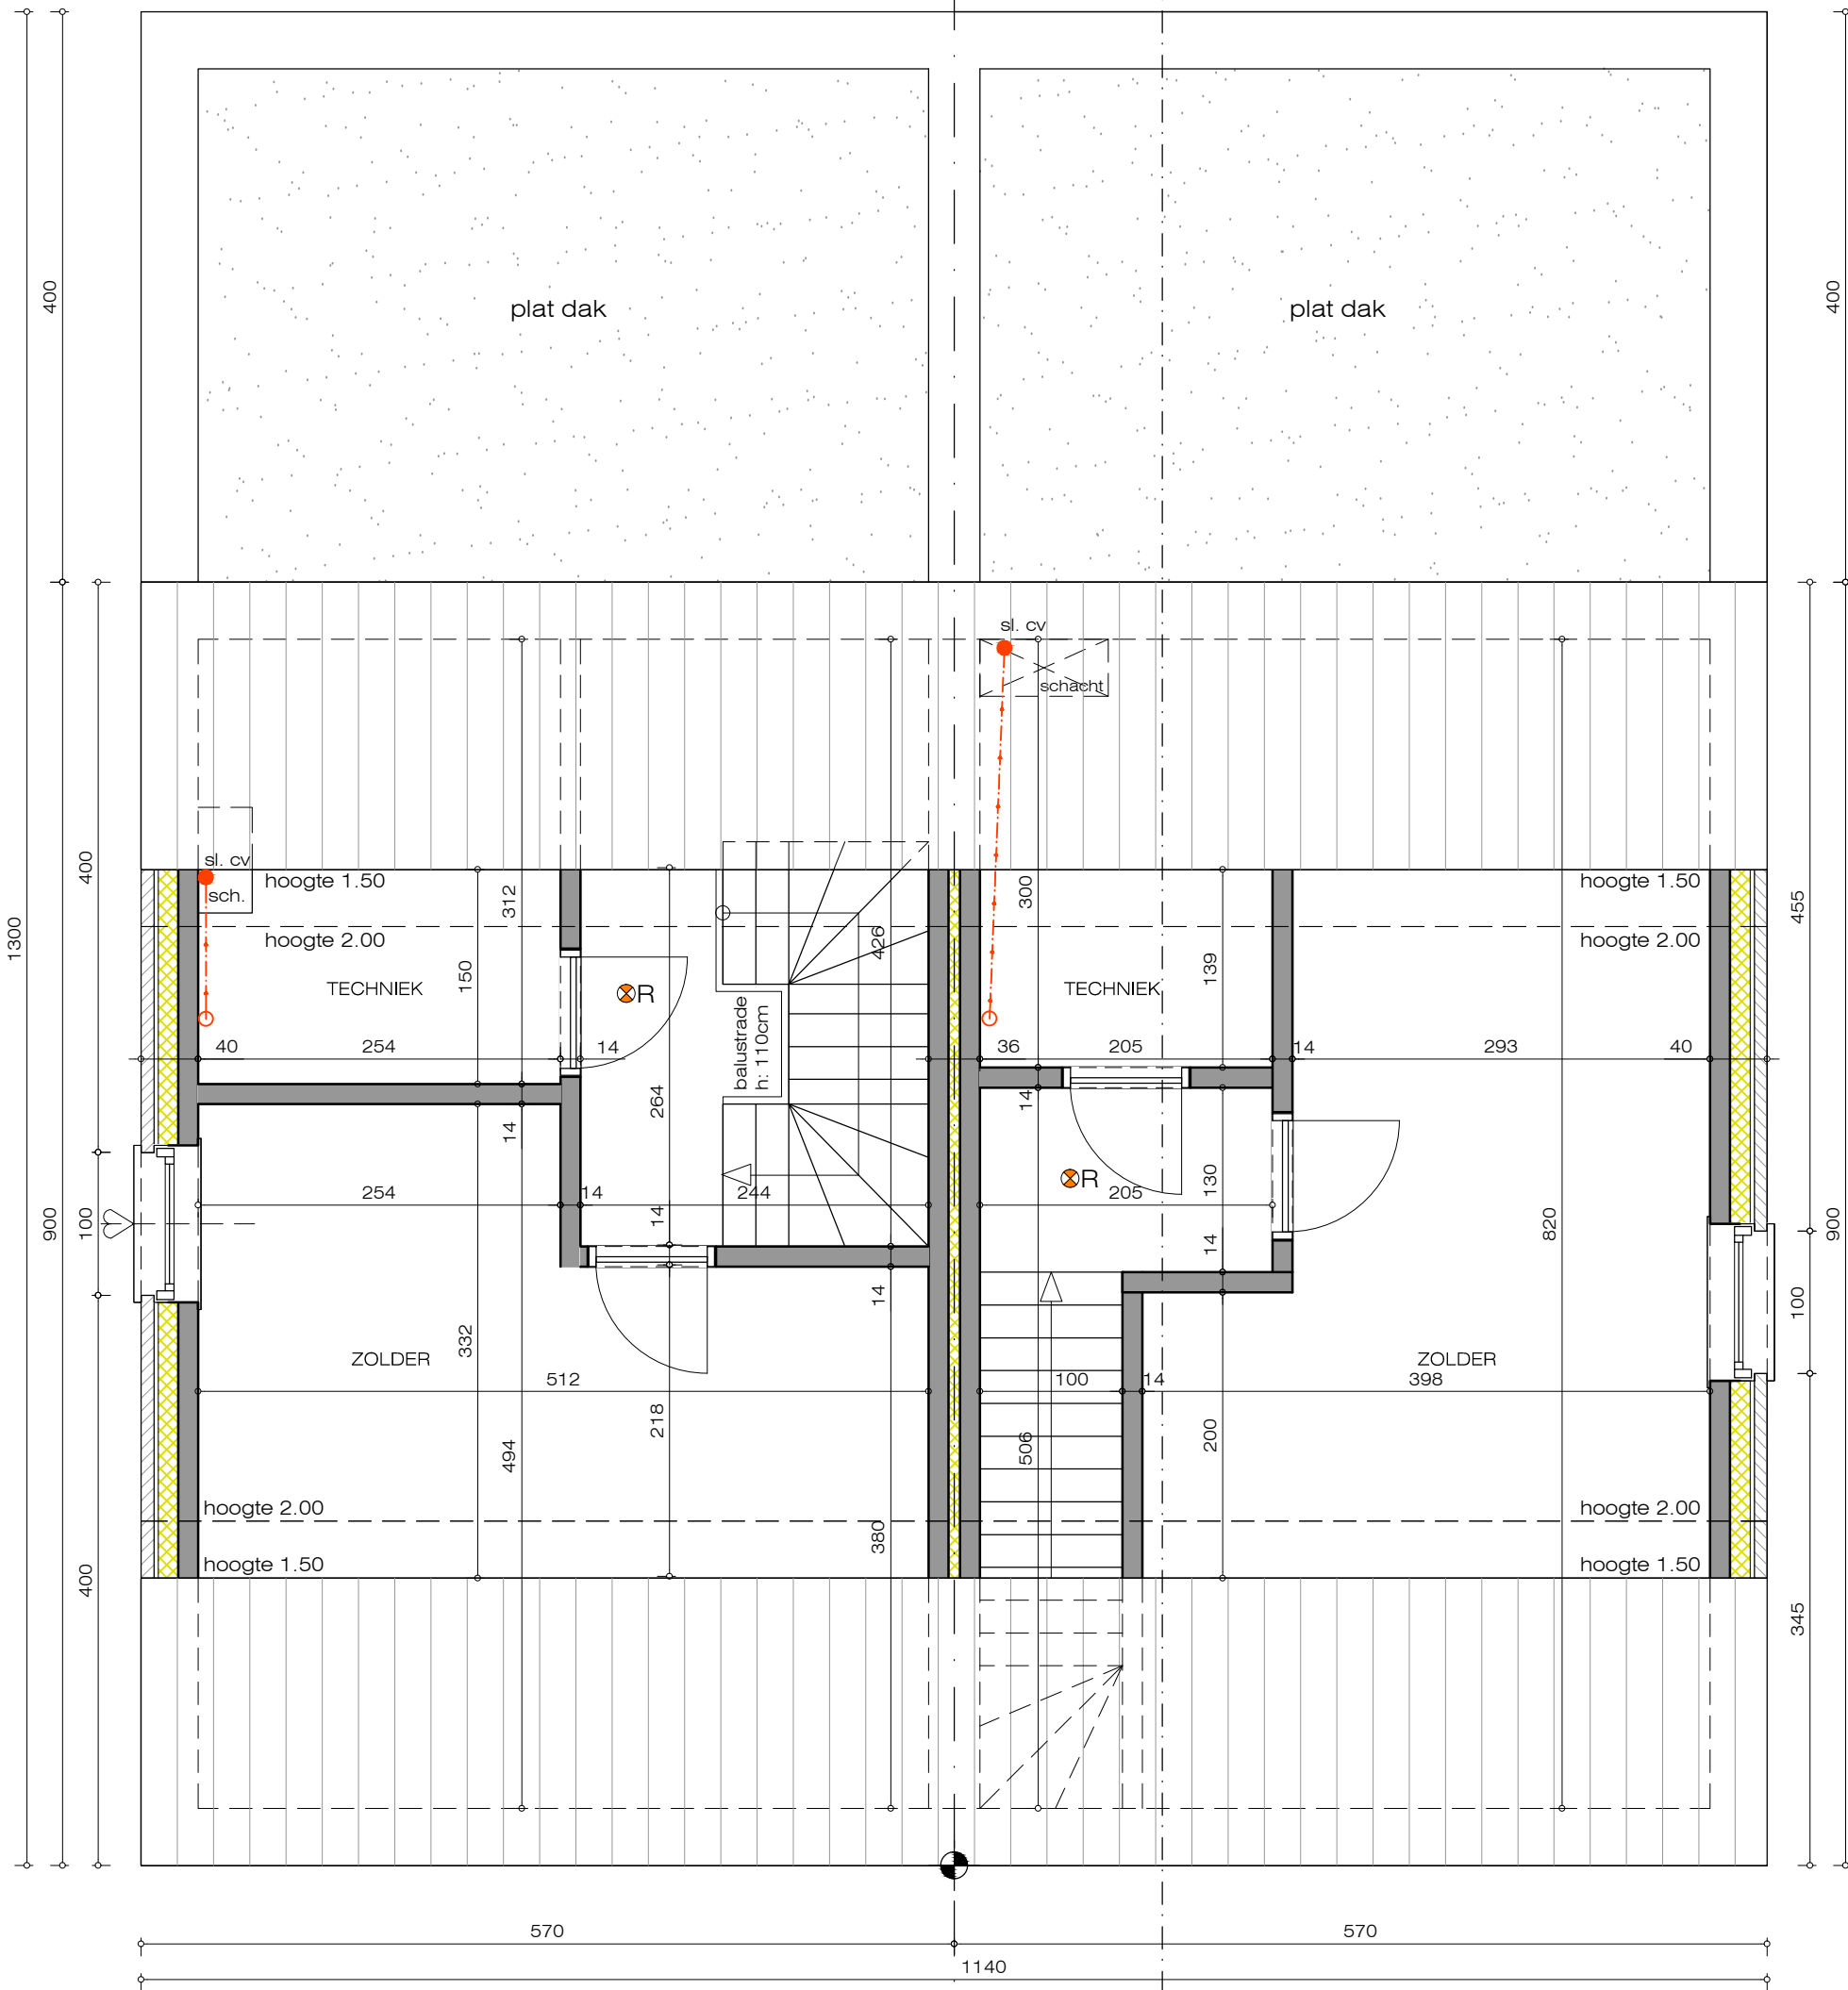 400
400
plat dak
plat dak
sl. cv
schacht
sl. cv
sch.
hoogte 1.50
hoogte 1.50
hoogte 2.00
hoogte 2.00
312
426
300
455
400
1300
150
139
TECHNIEK
R
TECHNIEK
balustrade
h: 110cm
40
254
14
36
205
14
293
40
264
14
14
254
14
244
14
R
205
130
14
820
900
100
900
100
14
332
ZOLDER
ZOLDER
512
100
14
398
218
494
506
200
380
hoogte 2.00
hoogte 2.00
hoogte 1.50
hoogte 1.50
400
345
570
570
1140